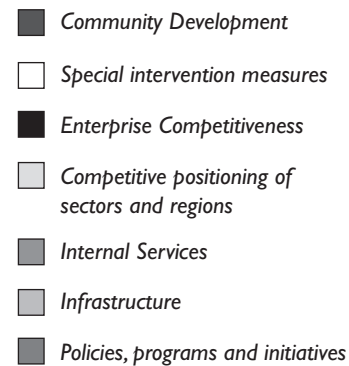 Community Development
Special intervention measures
Enterprise Competitiveness
Competitive positioning of
sectors and regions
Internal Services
Infrastructure
Policies, programs and initiatives